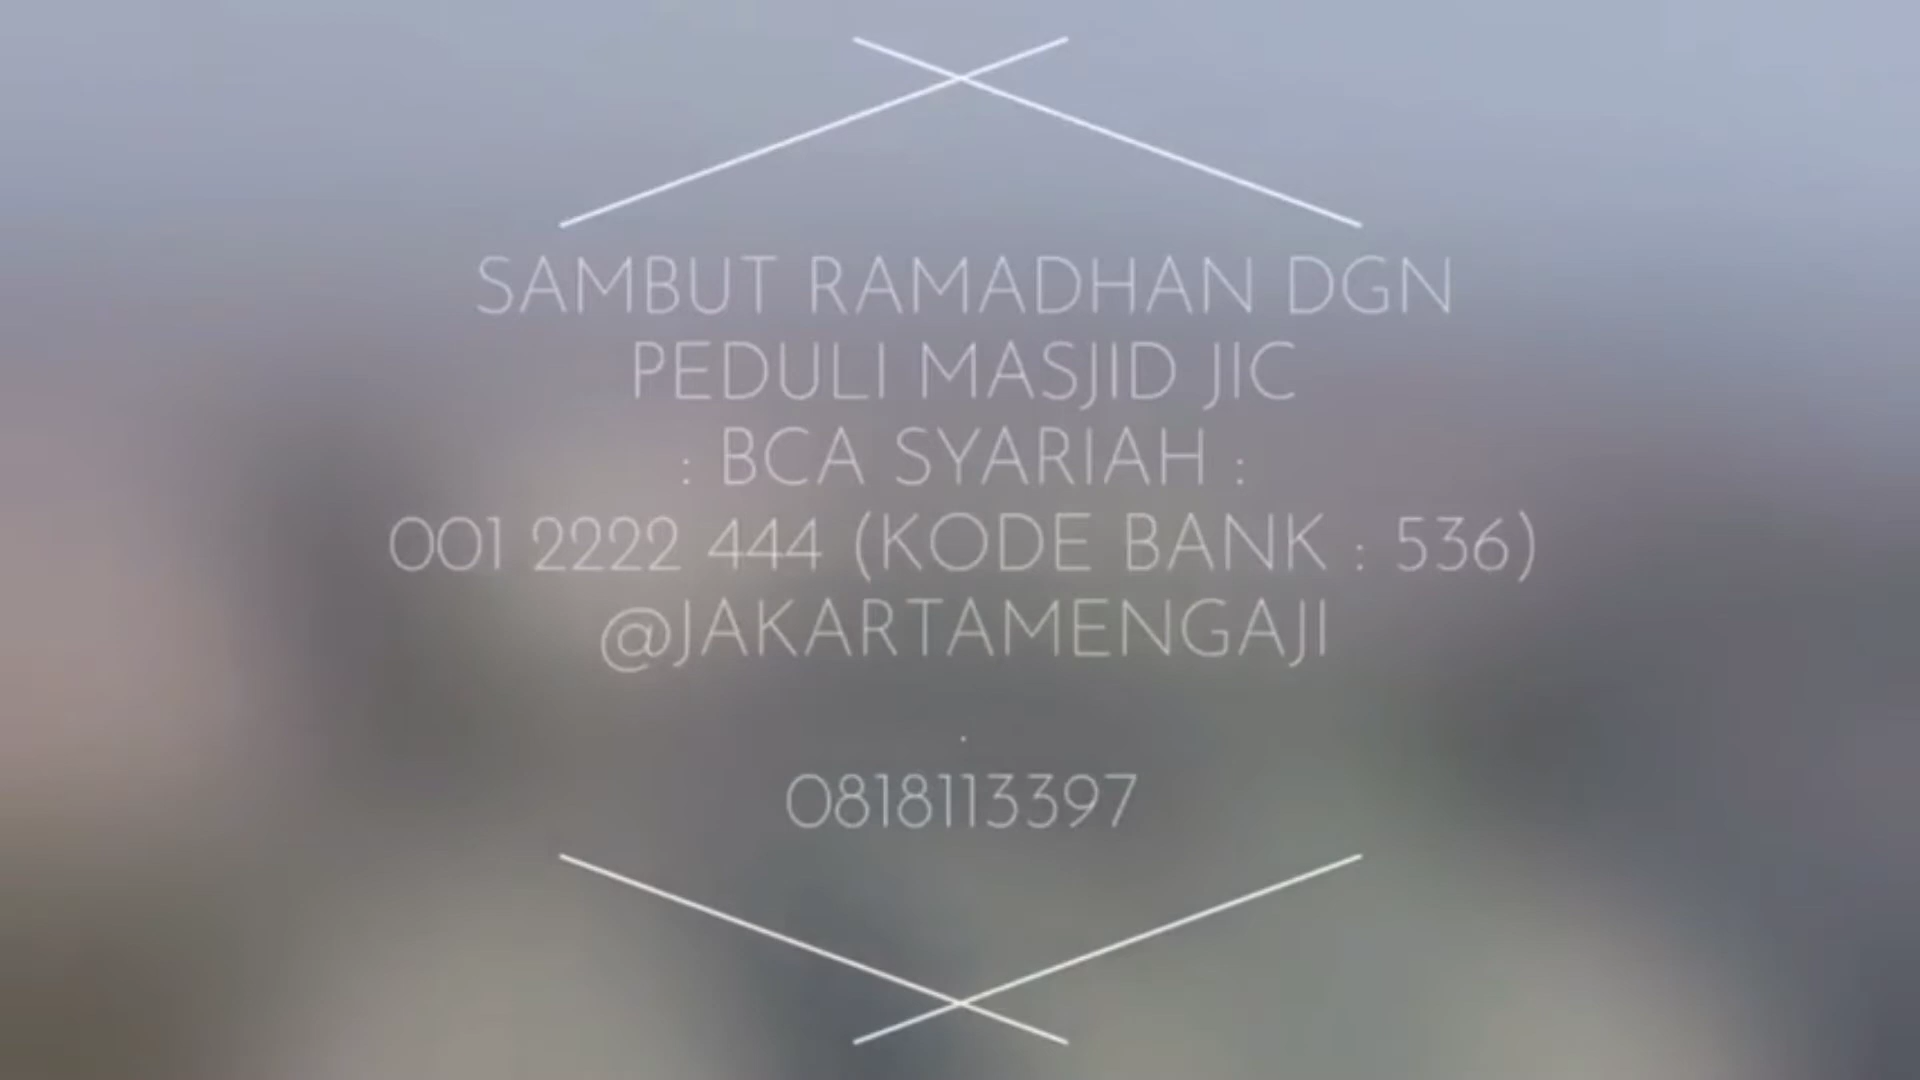 SAMBUT RAMADHAN DGN
PEDULI MASJID JIC
: BCA SYARIAH :
001 2222 444 (KODE BANK : 536)
@JAKARTAMENGAJI
.
0818113397